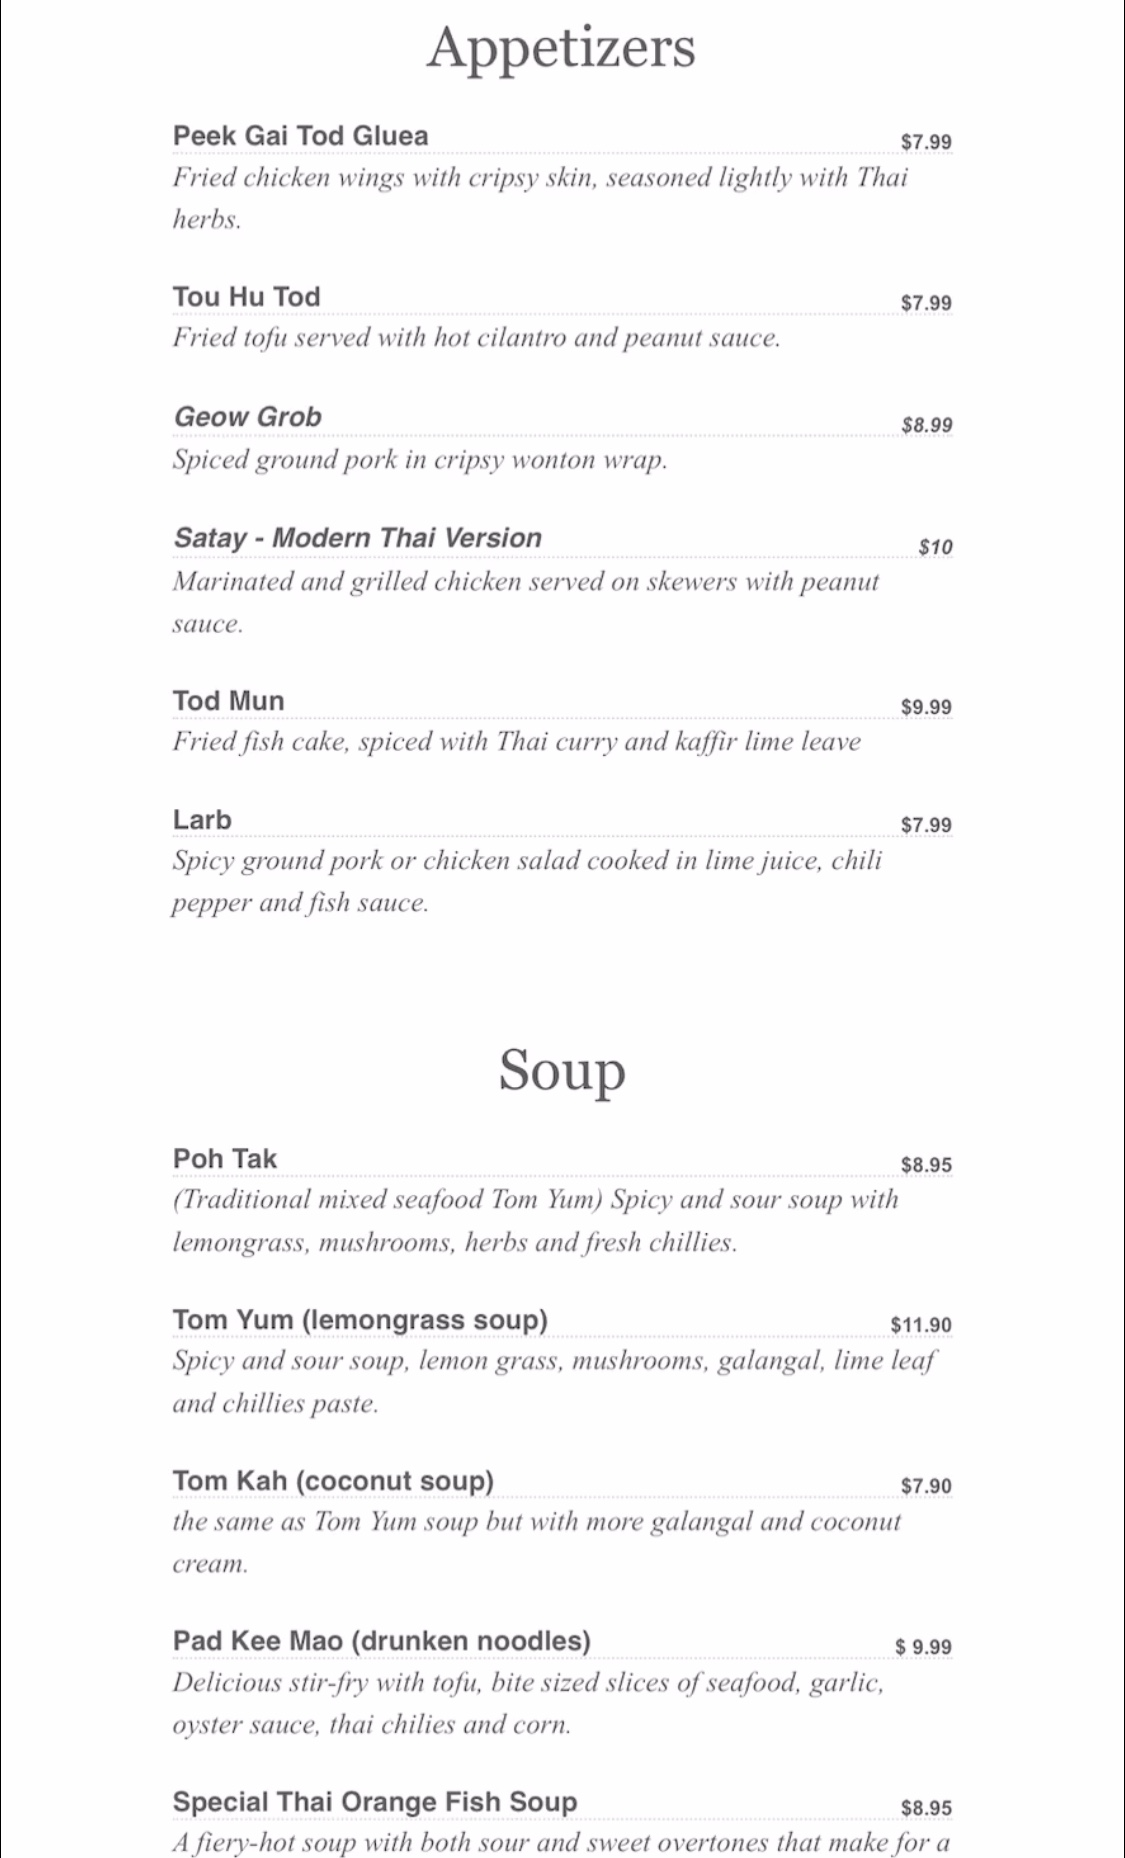 Appetizers
Peek Gai Tod Gluea $7.99
Fried chicken wings with cripsy skin, seasoned lightly with Thai
herbs.
Tou Hu Tod $7.99
Fried tofu served with hot cilantro and peanut sauce.
Geow Grob $8.99
Spiced ground pork in cripsy wonton wrap.
Satay - Modern Thai Version $10
Marinated and grilled chicken served on skewers with peanut
sauce.
Tod Mun $9.99
Fried fish cake, spiced with Thai curry and kaffir lime leave
Larb $7.99
Spicy ground pork or chicken salad cooked in lime juice, chili
pepper and fish sauce.
Soup
Poh Tak $8.95
(Traditional mixed seafood Tom Yum) Spicy and sour soup with
lemongrass, mushrooms, herbs and fresh chillies.
Tom Yum (lemongrass soup) $11.90
Spicy and sour soup, lemon grass, mushrooms, galangal, lime leaf
and chillies paste.
Tom Kah (coconut soup) $7.90
the same as Tom Yum soup but with more galangal and coconut
cream.
Pad Kee Mao (drunken noodles) $ 9.99
Delicious stir-fry with tofu, bite sized slices of seafood, garlic,
oyster sauce, thai chilies and corn.
Special Thai Orange Fish Soup $8.95
A fiery-hot soup with both sour and sweet overtones that make for a